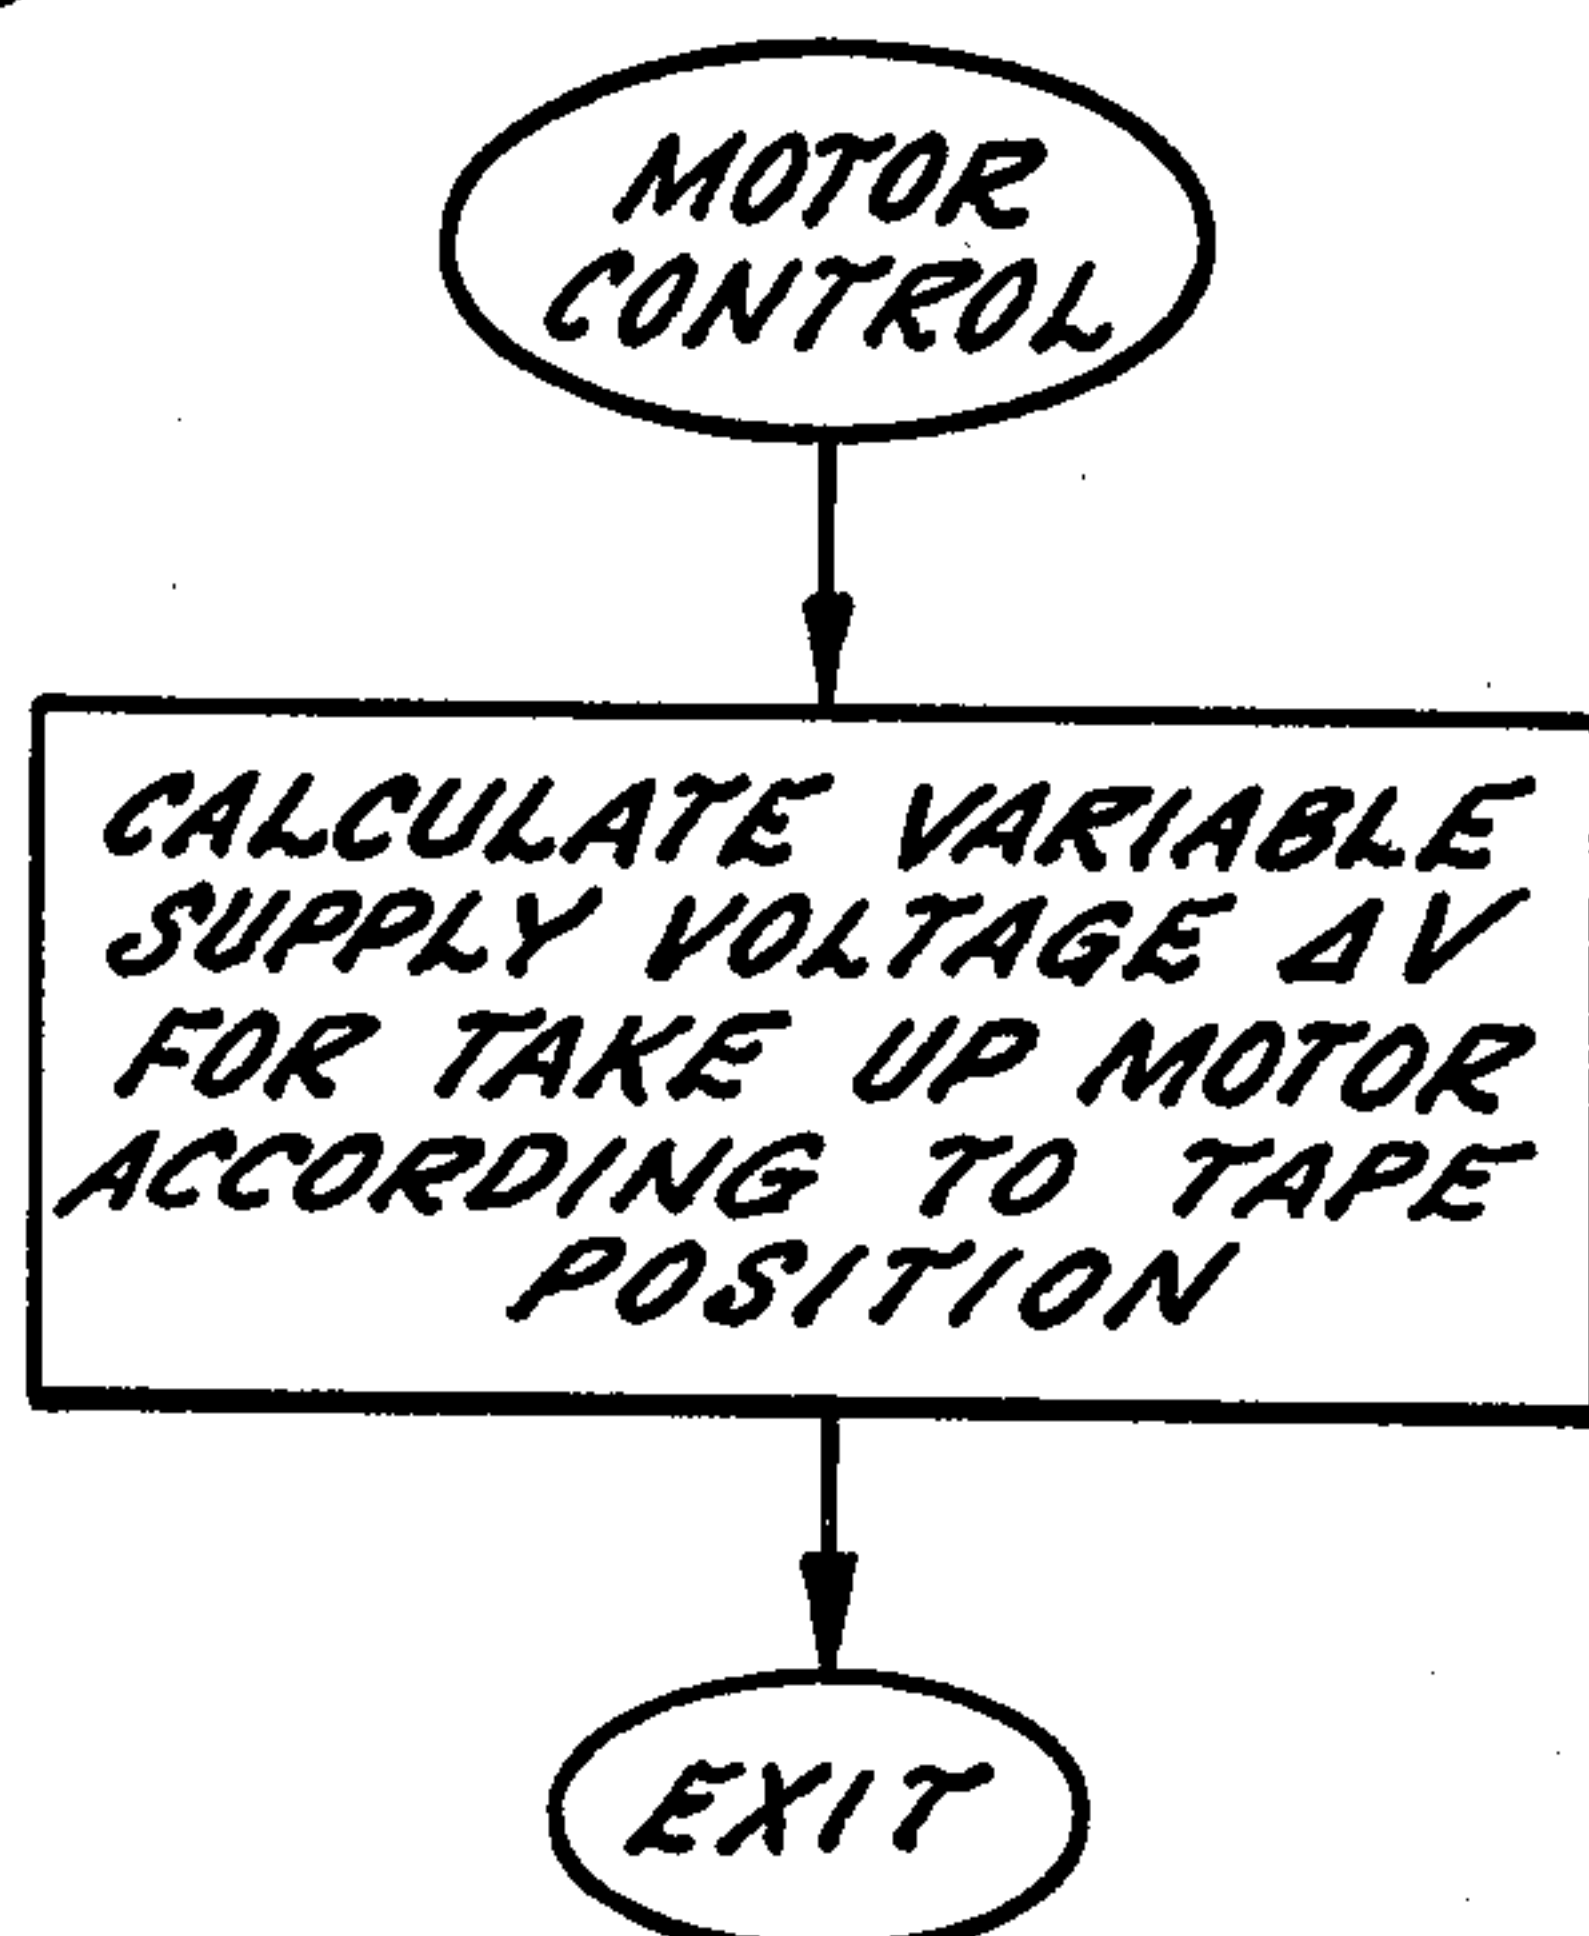 MOTOR
CONTROL
CALCULATE VARIABLE
SUPPLY VOLTAGE ΔV
FOR TAKE UP MOTOR
ACCORDING TO TAPE
POSITION
EXIT